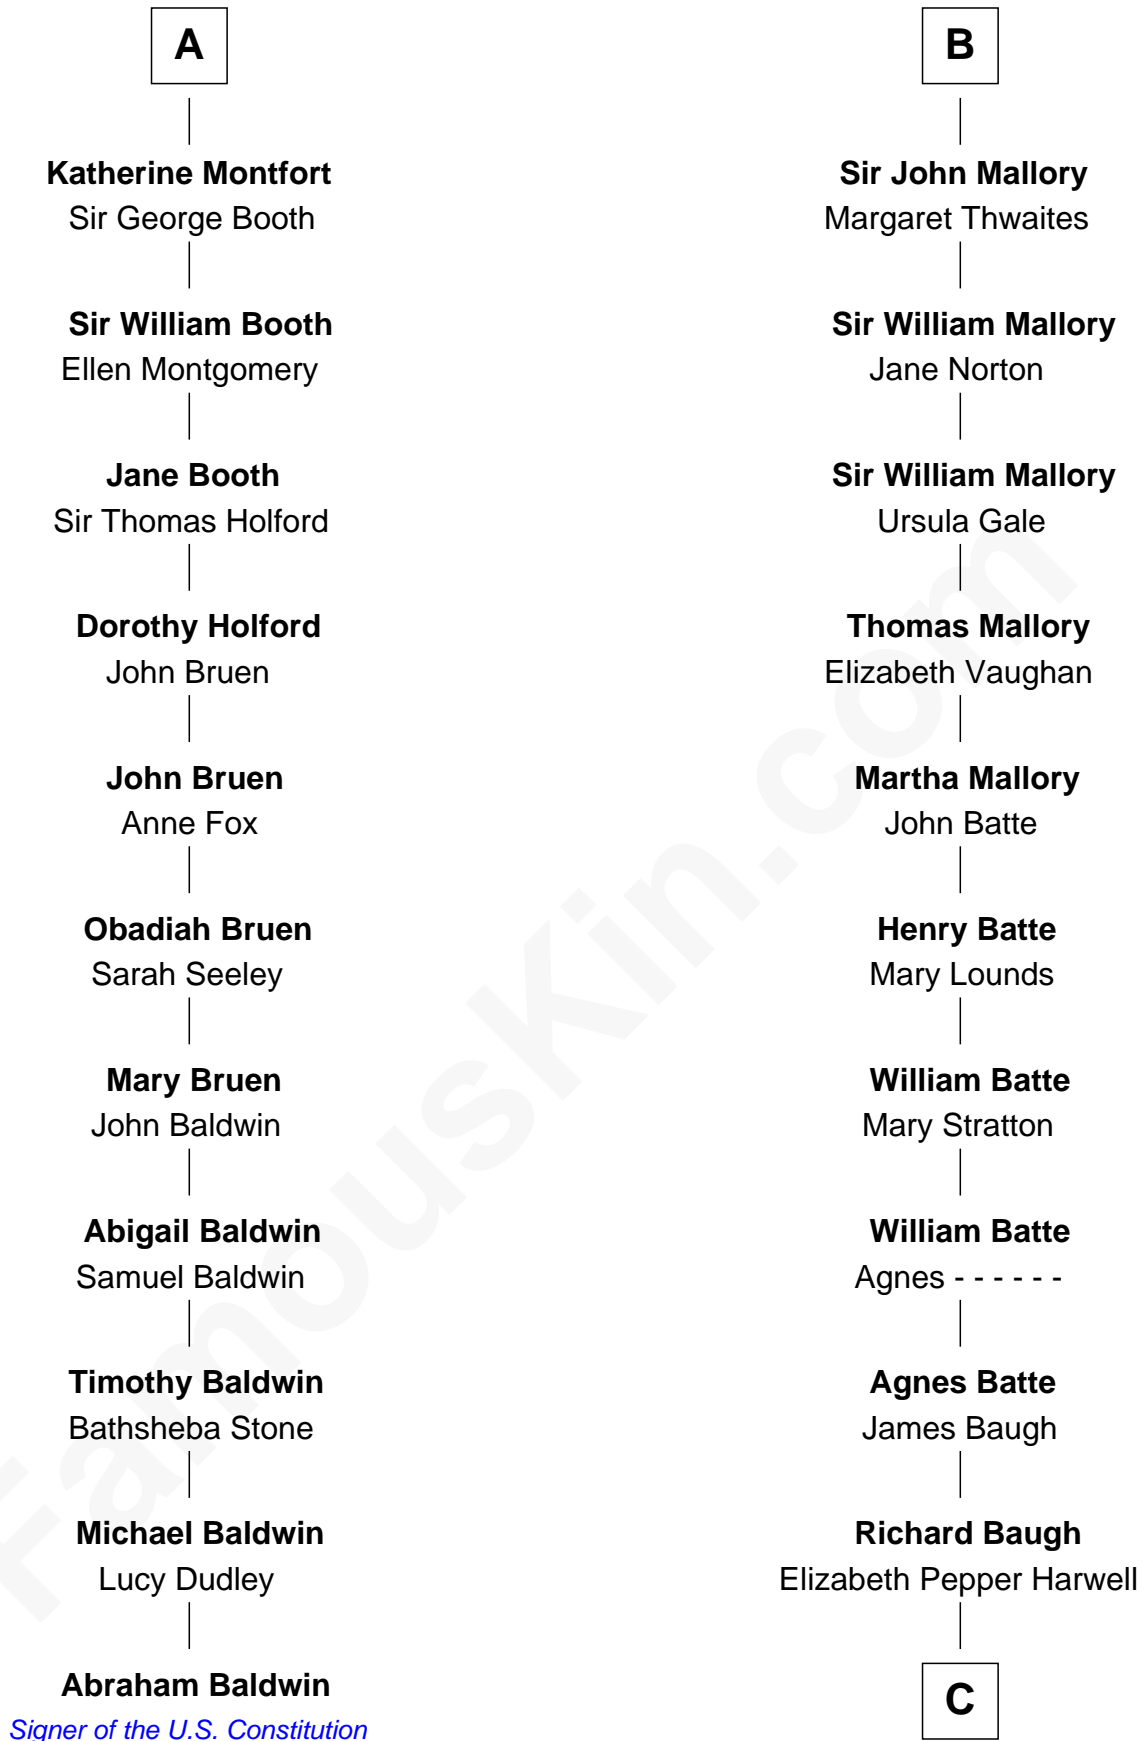 A
Katherine Montfort
Sir George Booth
Sir William Booth
Ellen Montgomery
Jane Booth
Sir Thomas Holford
Dorothy Holford
John Bruen
John Bruen
Anne Fox
Obadiah Bruen
Sarah Seeley
Mary Bruen
John Baldwin
Abigail Baldwin
Samuel Baldwin
Timothy Baldwin
Bathsheba Stone
Michael Baldwin
Lucy Dudley
Abraham Baldwin
Signer of the U.S. Constitution
B
Sir John Mallory
Margaret Thwaites
Sir William Mallory
Jane Norton
Sir William Mallory
Ursula Gale
Thomas Mallory
Elizabeth Vaughan
Martha Mallory
John Batte
Henry Batte
Mary Lounds
William Batte
Mary Stratton
William Batte
Agnes - - - - - -
Agnes Batte
James Baugh
Richard Baugh
Elizabeth Pepper Harwell
C
FamousKin.com